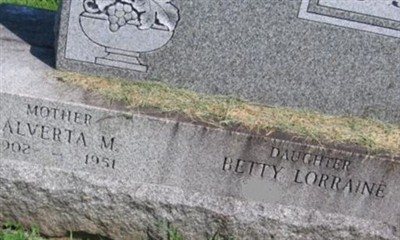 MOTHER
ALVERTA M.
1902 - 1951
DAUGHTER
BETTY LORRAINE